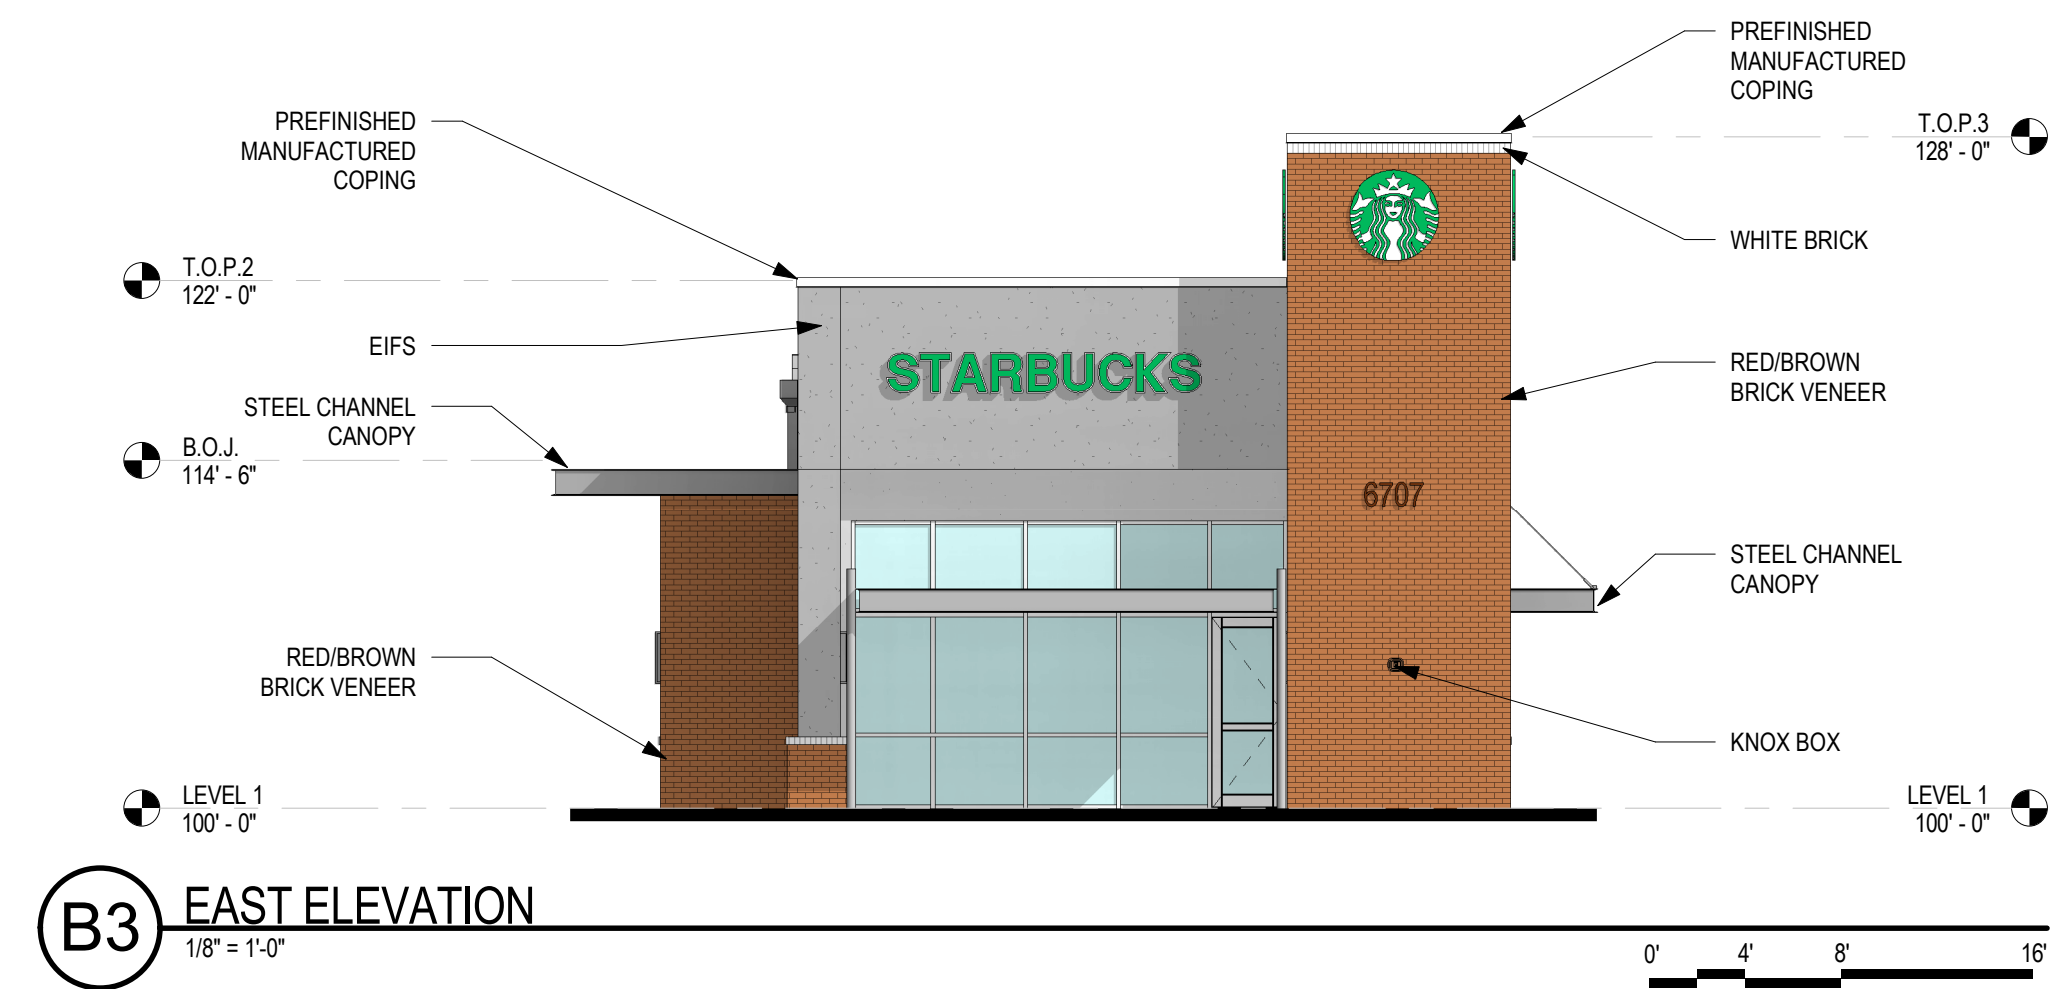 PREFINISHED
MANUFACTURED
COPING
PREFINISHED
MANUFACTURED
COPING
T.O.P.3
128' - 0"
WHITE BRICK
T.O.P.2
122' - 0"
EIFS
STARBUCKS
RED/BROWN
BRICK VENEER
STEEL CHANNEL
CANOPY
B.O.J.
114' - 6"
6707
STEEL CHANNEL
CANOPY
RED/BROWN
BRICK VENEER
KNOX BOX
LEVEL 1
100' - 0"
LEVEL 1
100' - 0"
B3
EAST ELEVATION
1/8" = 1'-0"
0' 4' 8' 16'